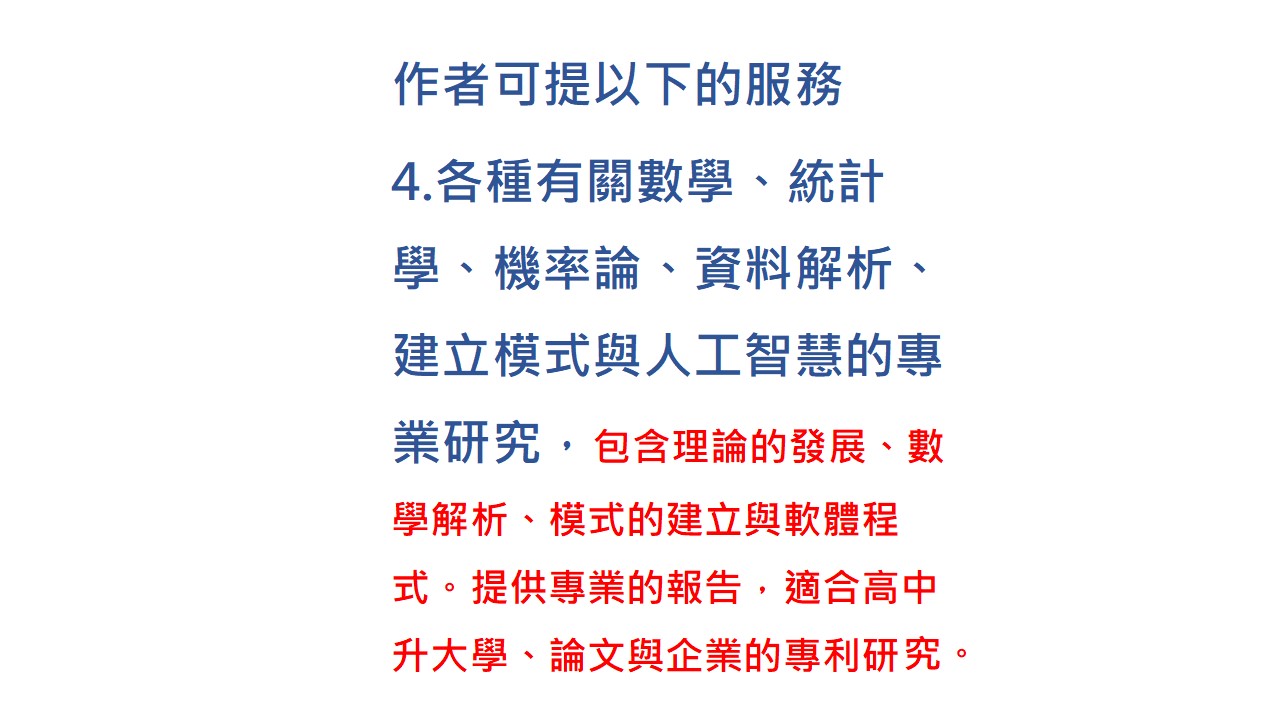 作者可提以下的服務
4.各種有關數學、統計
學、機率論、資料解析、
建立模式與人工智慧的專
業研究，包含理論的發展、數
學解析、模式的建立與軟體程
式。提供專業的報告，適合高中
升大學、論文與企業的專利研究。